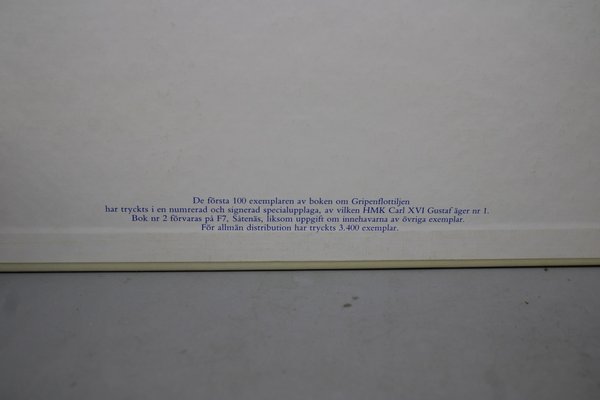 De första 100 exemplaren av boken om Gripenflottiljen
har tryckts i en numrerad och signerad specialupplaga, av vilken HMK Carl XVI Gustaf äger nr 1.
Bok nr 2 förvaras på F7, Såtenäs, liksom uppgift om innehavarna av övriga exemplar.
För allmän distribution har tryckts 3.400 exemplar.